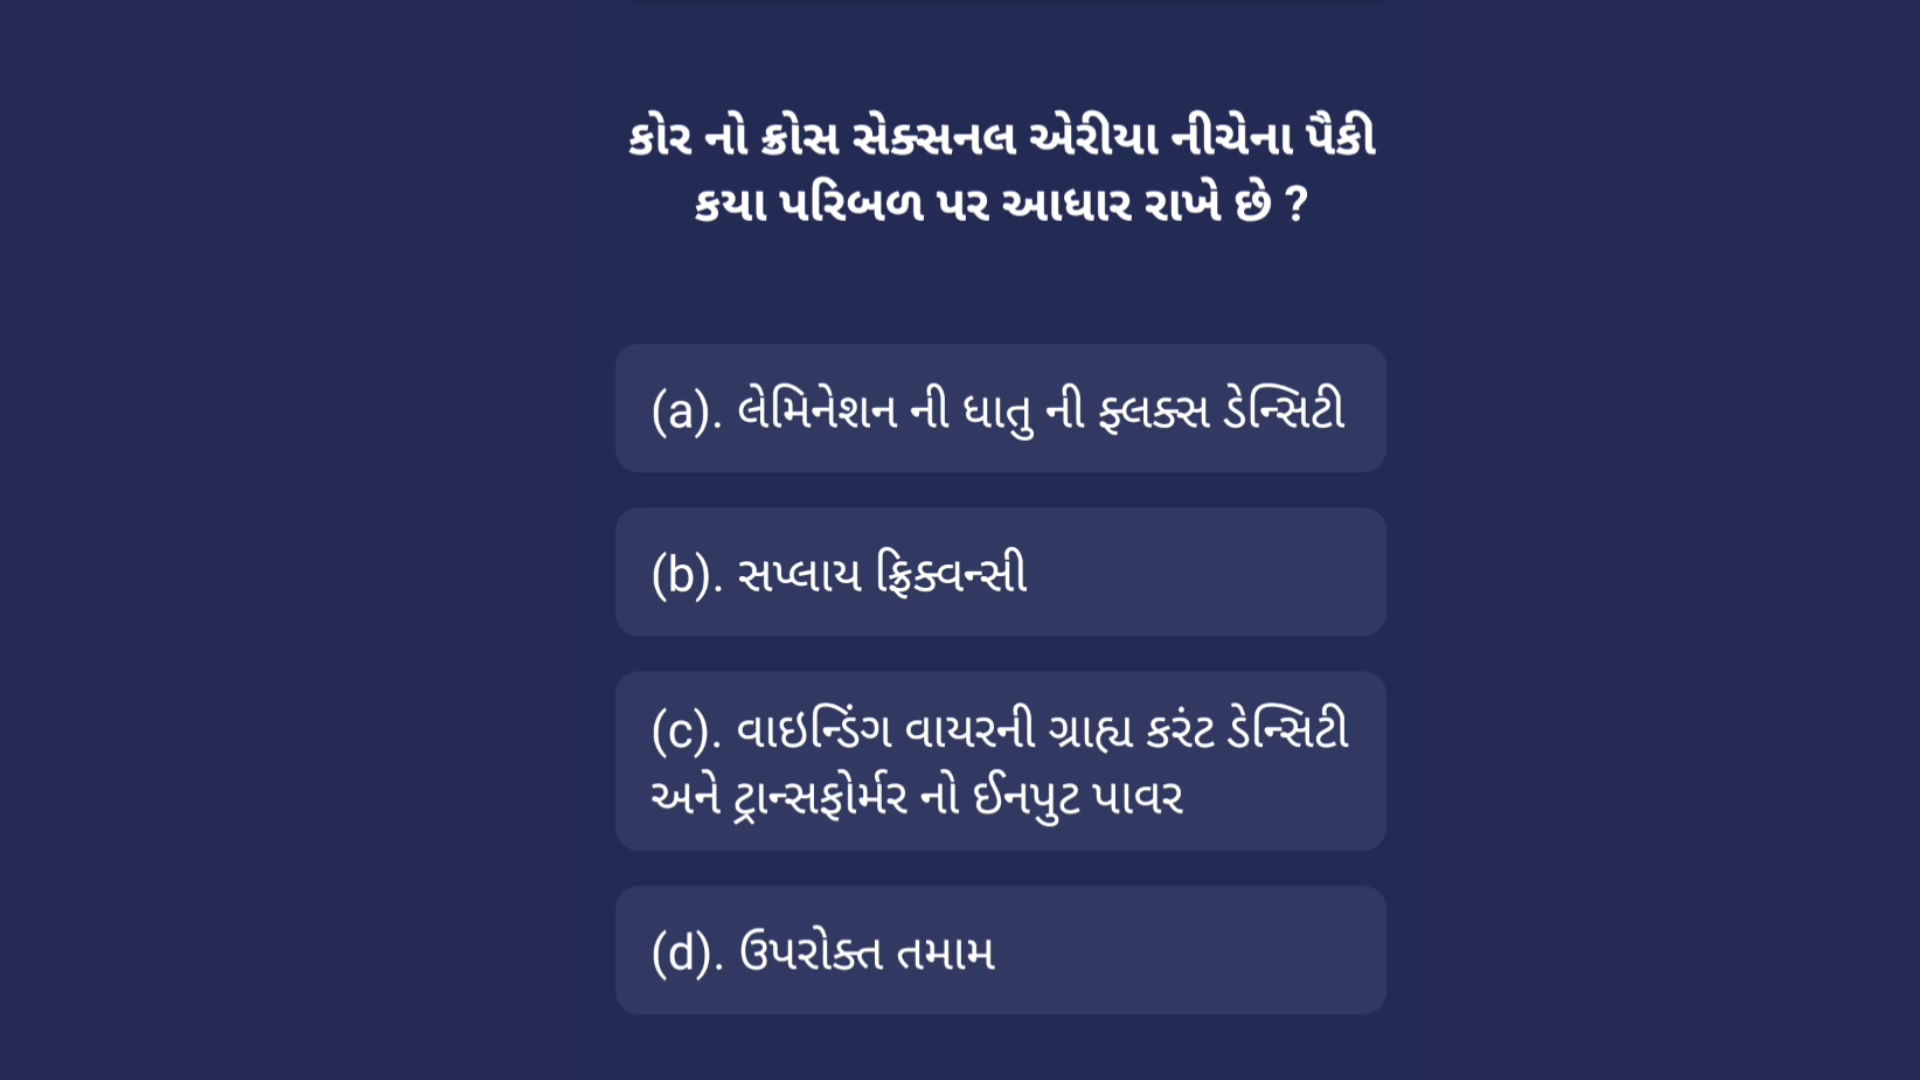 કોર નો ક્રોસ સેક્સનલ એરીયા નીચેના પૈકી
કયા પરિબળ પર આધાર રાખે છે ?
(a). લેમિનેશન ની ધાતુ ની ફ્લક્સ ડેન્સિટી
(b). સપ્લાય ફ્રિક્વન્સી
(c). વાઇન્ડિંગ વાયરની ગ્રાહ્ય કરંટ ડેન્સિટી
અને ટ્રાન્સફોર્મર નો ઈનપુટ પાવર
(d). ઉપરોક્ત તમામ